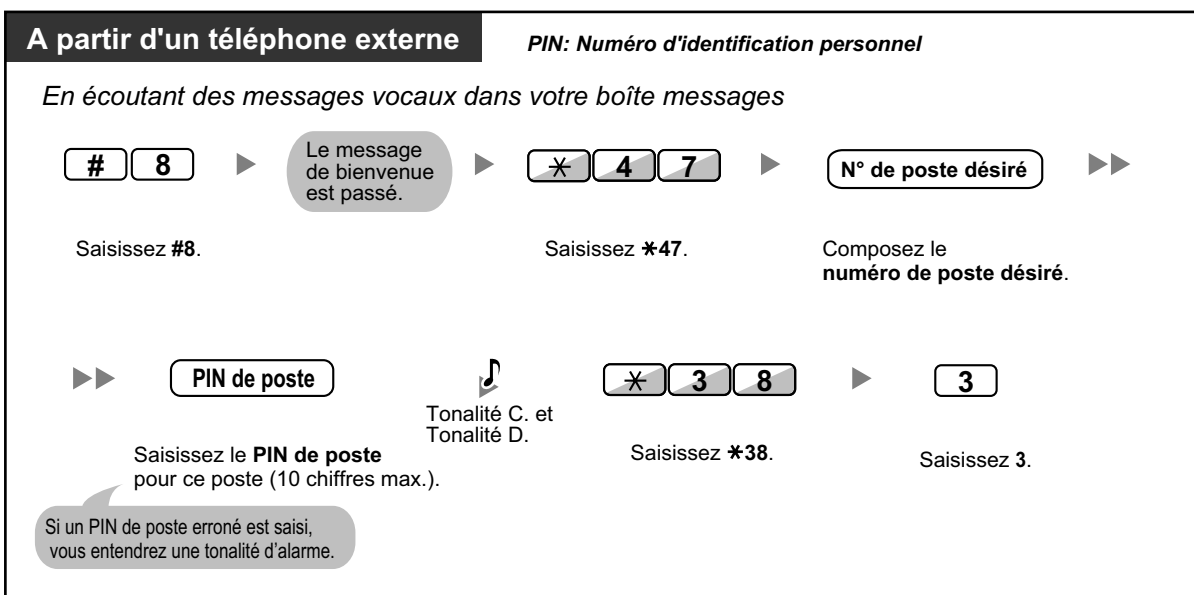 A partir d'un téléphone externe
PIN: Numéro d'identification personnel
En écoutant des messages vocaux dans votre boîte messages
# 8
Le message
de bienvenue
est passé.
* 4 7
N° de poste désiré
Saisissez #8.
Saisissez *47.
Composez le
numéro de poste désiré.
PIN de poste
Tonalité C. et
Tonalité D.
* 3 8
3
Saisissez le PIN de poste
pour ce poste (10 chiffres max.).
Saisissez *38.
Saisissez 3.
Si un PIN de poste erroné est saisi,
vous entendrez une tonalité d'alarme.